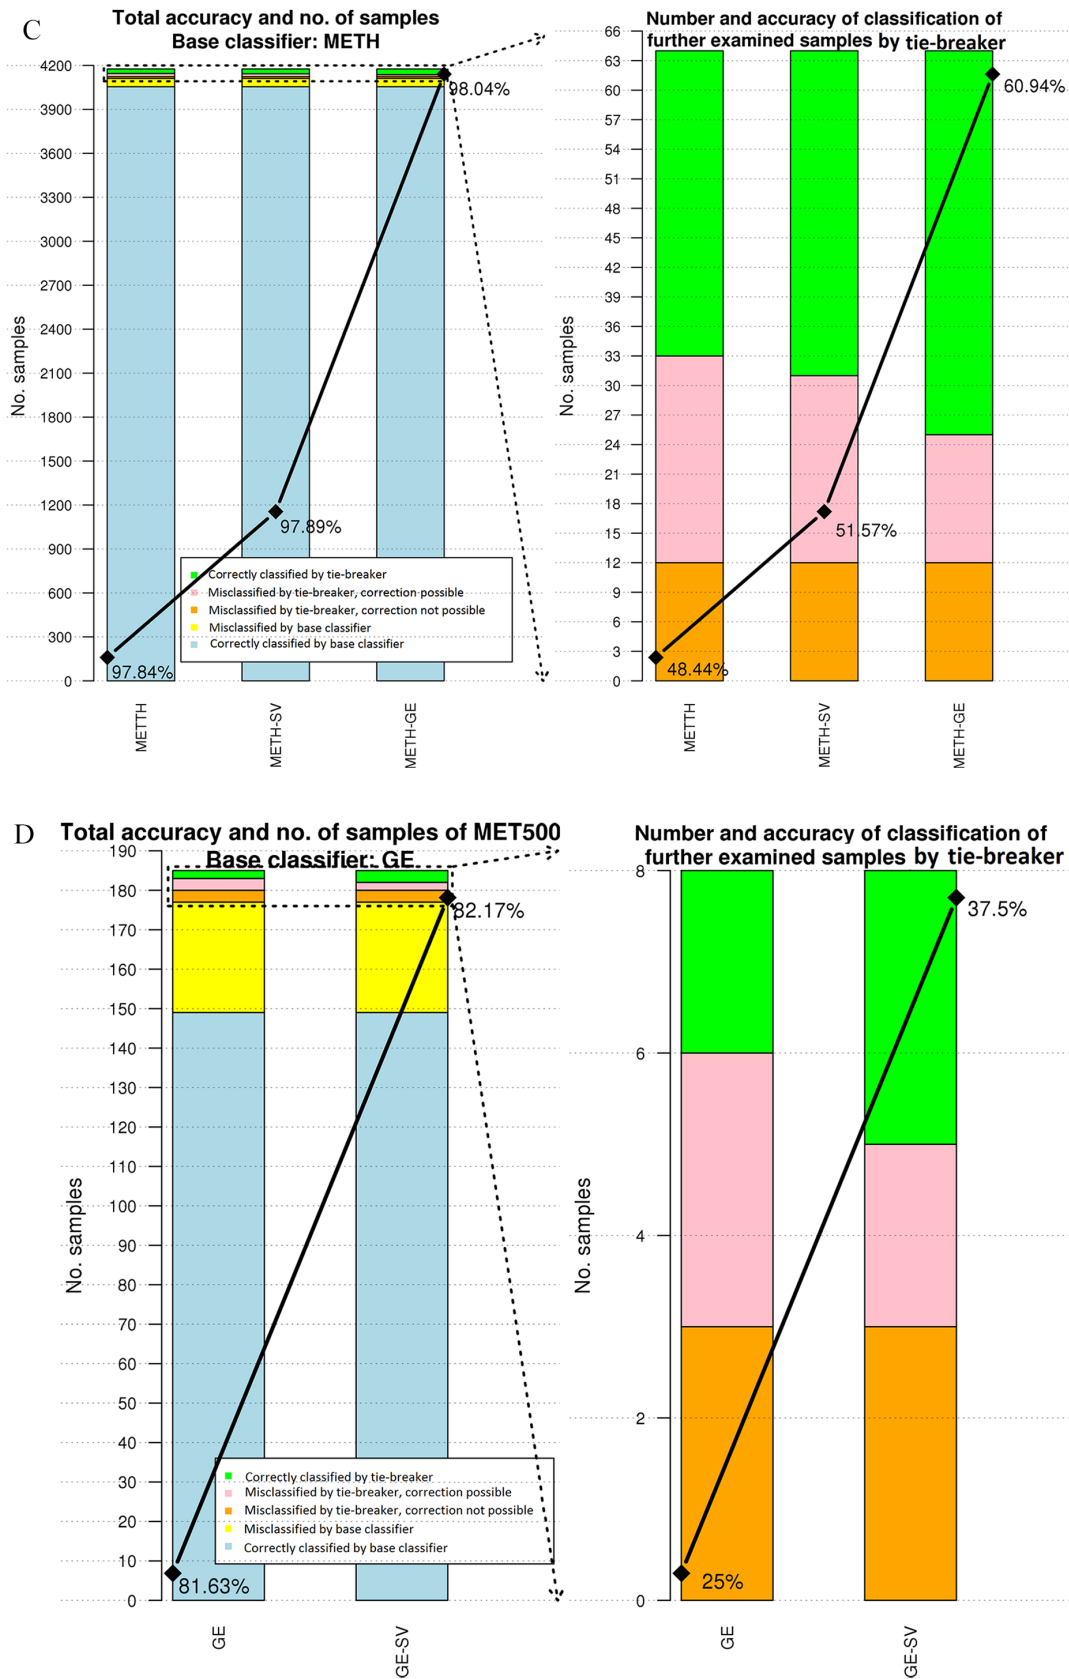 C
Total accuracy and no. of samples
Base classifier: METH
4200
3900
3600
3300
3000
2700
2400
2100
1800
1500
1200
900
600
300
0
No. samples
98.04%
97.89%
97.84%
Correctly classified by tie-breaker
Misclassified by tie-breaker, correction possible
Misclassified by tie-breaker, correction not possible
Misclassified by base classifier
Correctly classified by base classifier
METTH
METH-SV
METH-GE
Number and accuracy of classification of
further examined samples by tie-breaker
66
63
60
57
54
51
48
45
42
39
36
33
30
27
24
21
18
15
12
9
6
3
0
No. samples
60.94%
51.57%
48.44%
METTH
METH-SV
METH-GE
D
Total accuracy and no. of samples of MET500
Base classifier: GE
190
180
170
160
150
140
130
120
110
100
90
80
70
60
50
40
30
20
10
0
No. samples
82.17%
81.63%
Correctly classified by tie-breaker
Misclassified by tie-breaker, correction possible
Misclassified by tie-breaker, correction not possible
Misclassified by base classifier
Correctly classified by base classifier
GE
GE-SV
Number and accuracy of classification of
further examined samples by tie-breaker
8
6
4
2
0
No. samples
37.5%
25%
GE
GE-SV